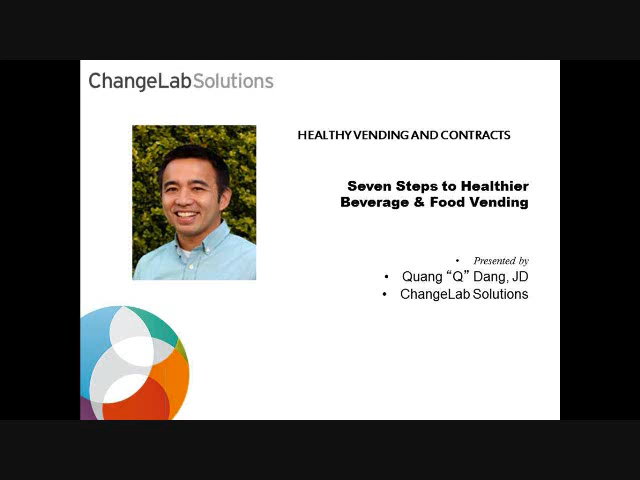 ChangeLabSolutions
HEALTHY VENDING AND CONTRACTS
Seven Steps to Healthier
Beverage & Food Vending
• Presented by
• Quang “Q” Dang, JD
• ChangeLab Solutions